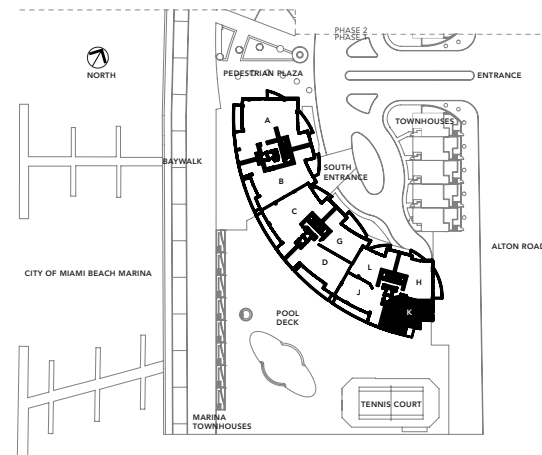 PHASE 2
PHASE 1
NORTH
PEDESTRIAN PLAZA
ENTRANCE
A
TOWNHOUSES
BAYWALK
SOUTH
ENTRANCE
B
C
G
ALTON ROAD
D
L
H
CITY OF MIAMI BEACH MARINA
J
K
POOL
DECK
TENNIS COURT
MARINA
TOWNHOUSES